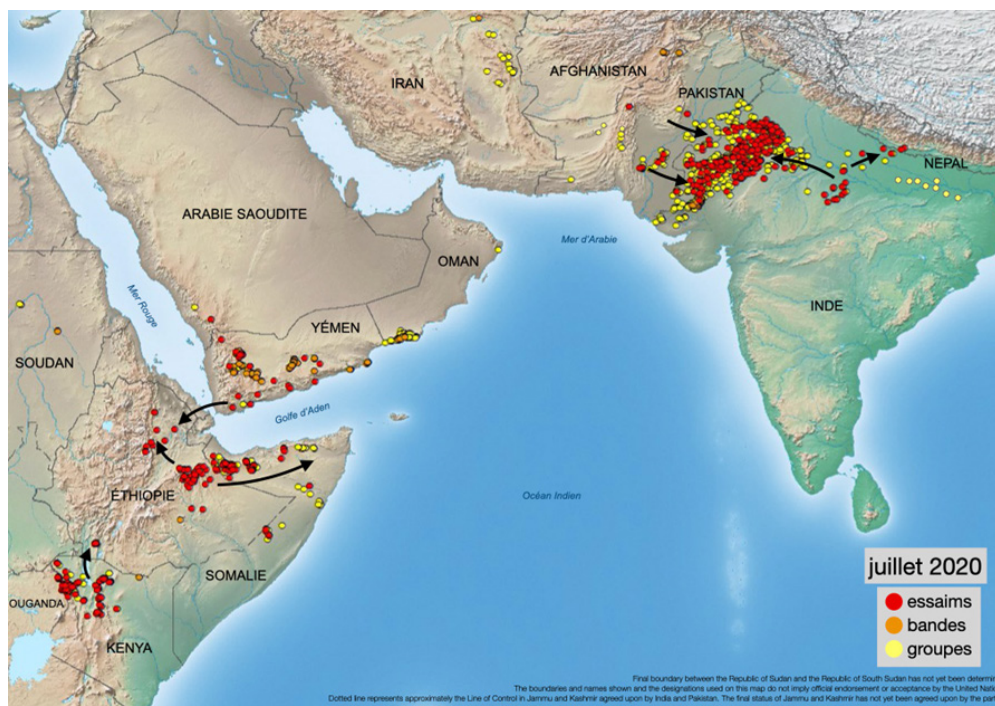 IRAN
AFGHANISTAN
PAKISTAN
NEPAL
ARABIE SAOUDITE
Mer d'Arabie
OMAN
Mer Rouge
INDE
YÉMEN
SOUDAN
Golfe d'Aden
ÉTHIOPIE
Océan Indien
SOMALIE
OUGANDA
KENYA
juillet 2020
essaims
bandes
groupes
Final boundary between the Republic of Sudan and the Republic of South Sudan has not yet been determin
The boundaries and names shown and the designations used on this map do not imply official endorsement or acceptance by the United Natio
Dotted line represents approximately the Line of Control in Jammu and Kashmir agreed upon by India and Pakistan. The final status of Jammu and Kashmir has not yet been agreed upon by the part